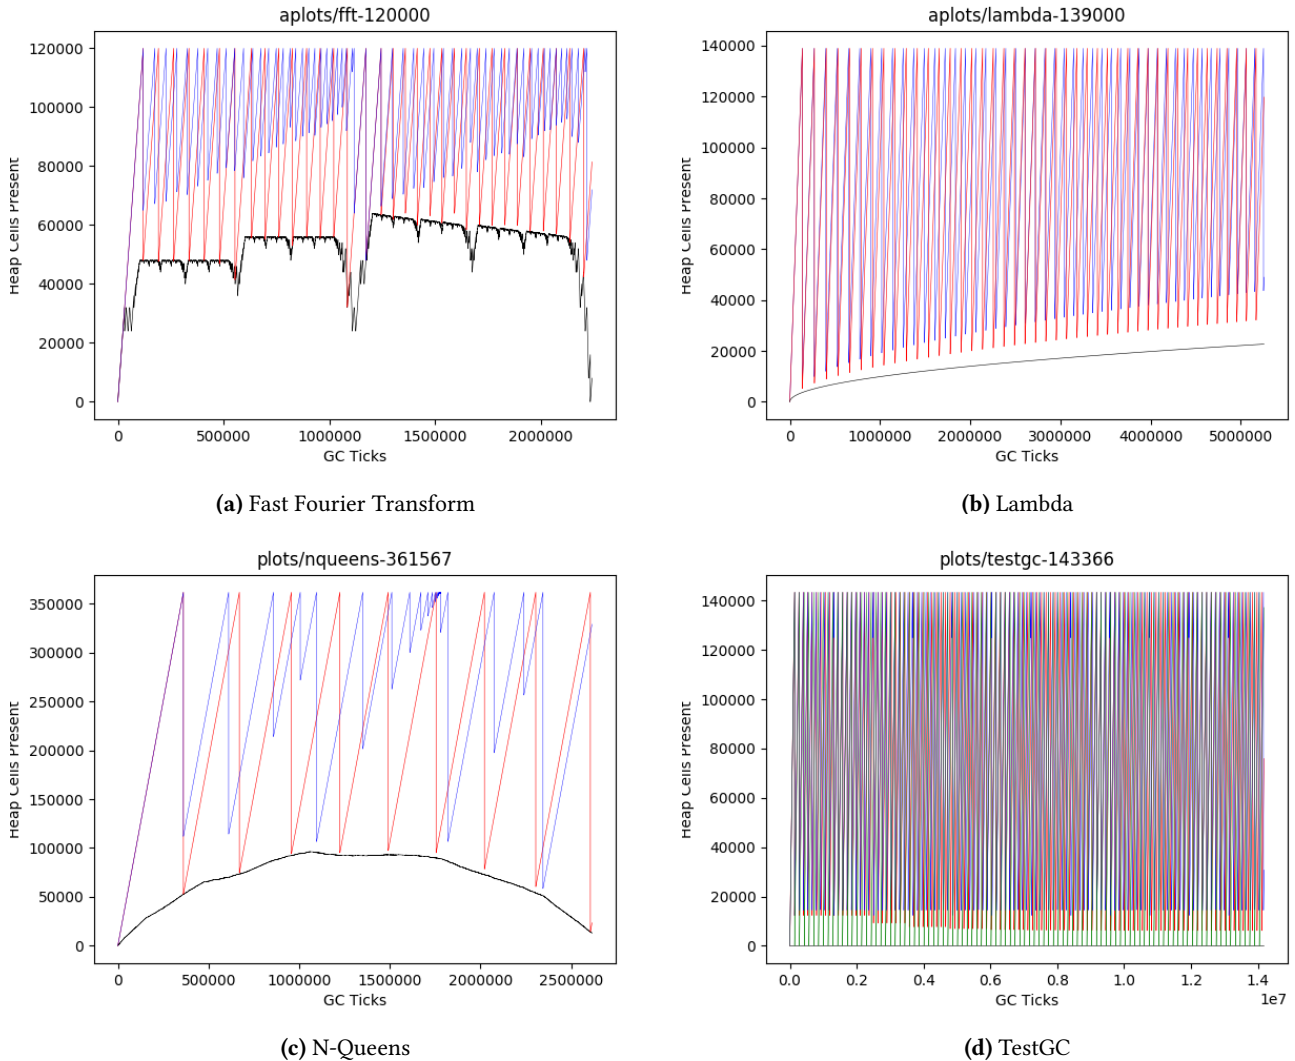 aplots/fft-120000
120000
100000
80000
60000
40000
20000
0
Heap Cells Present
0 500000 1000000 1500000 2000000
GC Ticks
(a) Fast Fourier Transform
aplots/lambda-139000
140000
120000
100000
80000
60000
40000
20000
0
Heap Cells Present
0 1000000 2000000 3000000 4000000 5000000
GC Ticks
(b) Lambda
plots/nqueens-361567
350000
300000
250000
200000
150000
100000
50000
0
Heap Cells Present
0 500000 1000000 1500000 2000000 2500000
GC Ticks
(c) N-Queens
plots/testgc-143366
140000
120000
100000
80000
60000
40000
20000
0
Heap Cells Present
0.0 0.2 0.4 0.6 0.8 1.0 1.2 1.4
1e7
GC Ticks
(d) TestGC